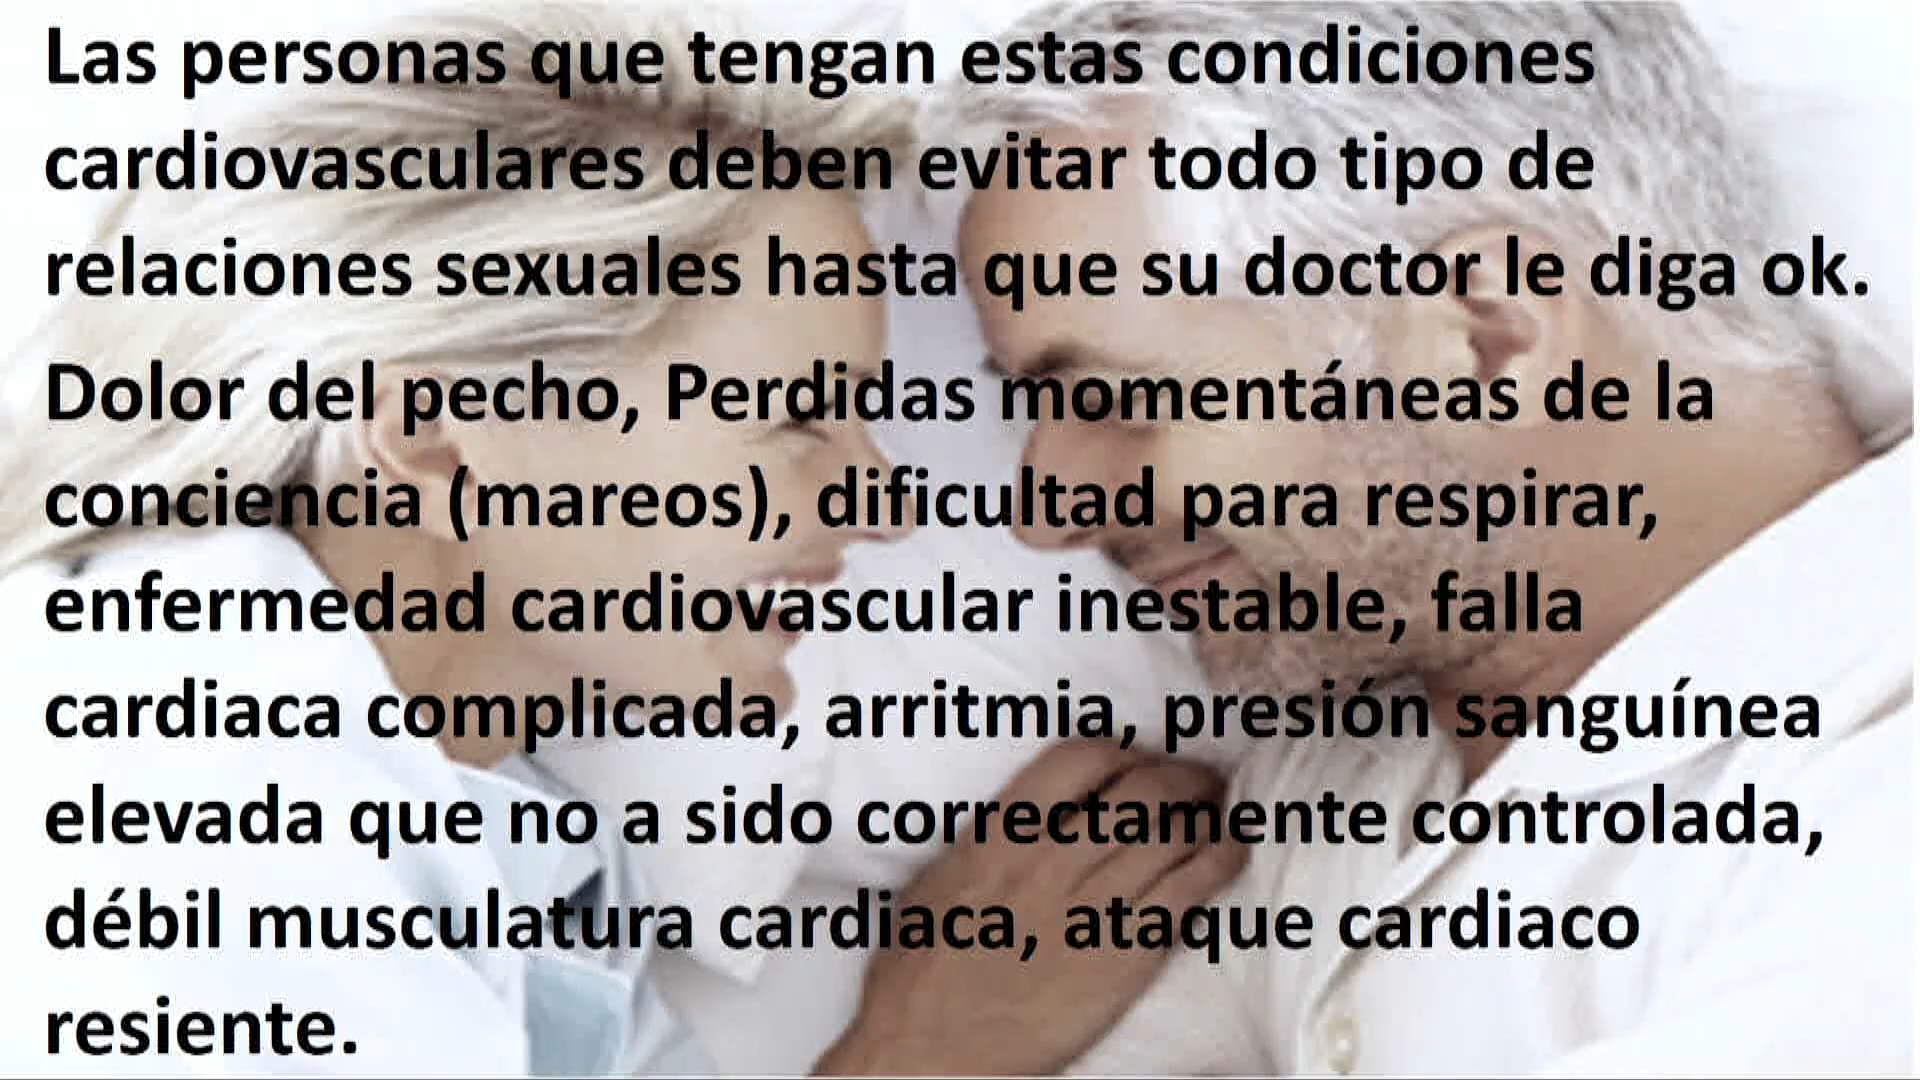 Las personas que tengan estas condiciones
cardiovasculares deben evitar todo tipo de
relaciones sexuales hasta que su doctor le diga ok.
Dolor del pecho, Perdidas momentáneas de la
conciencia (mareos), dificultad para respirar,
enfermedad cardiovascular inestable, falla
cardiaca complicada, arritmia, presión sanguínea
elevada que no a sido correctamente controlada,
débil musculatura cardiaca, ataque cardiaco
resiente.